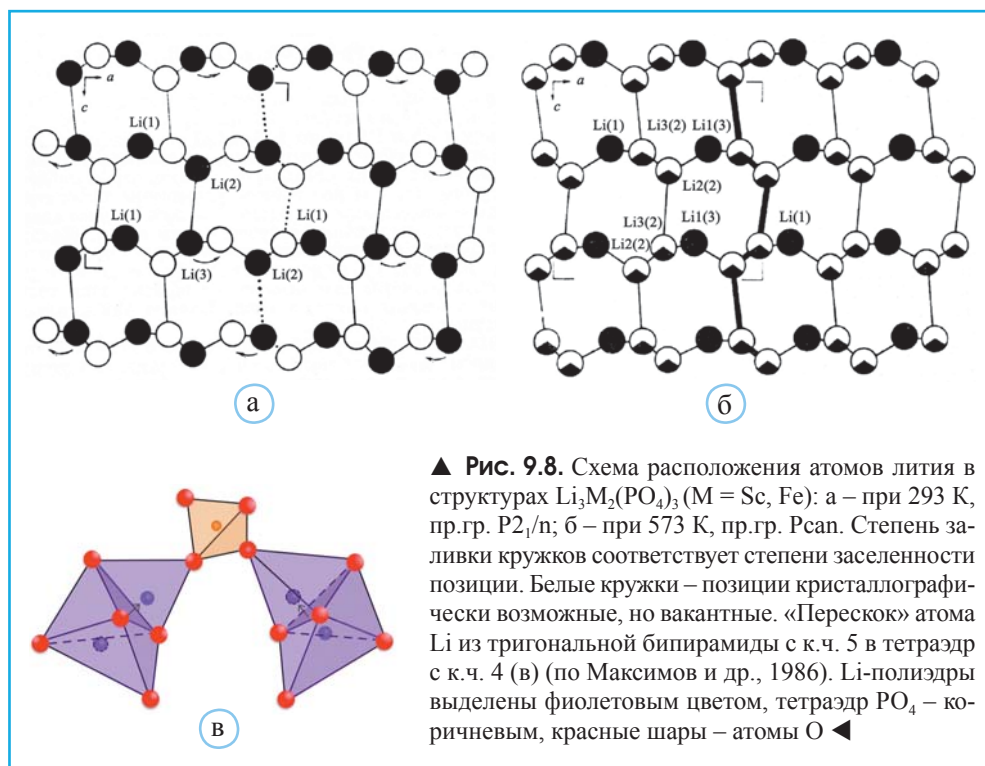 a
c
Li(1)
Li(2)
Li(1)
Li(1)
Li(3)
Li(2)
а
a
c
Li(1) Li3(2) Li1(3)
Li2(2)
Li3(2) Li1(3) Li(1)
Li2(2)
б
в
▲ Рис. 9.8. Схема расположения атомов лития в
структурах Li₃M₂(PO₄)₃ (M = Sc, Fe): а – при 293 К,
пр.гр. P2₁/n; б – при 573 К, пр.гр. Pcan. Степень за-
ливки кружков соответствует степени заселенности
позиции. Белые кружки – позиции кристаллографи-
чески возможные, но вакантные. «Перескок» атома
Li из тригональной бипирамиды с к.ч. 5 в тетраэдр
с к.ч. 4 (в) (по Максимов и др., 1986). Li-полиэдры
выделены фиолетовым цветом, тетраэдр PO₄ – ко-
ричневым, красные шары – атомы О ◀